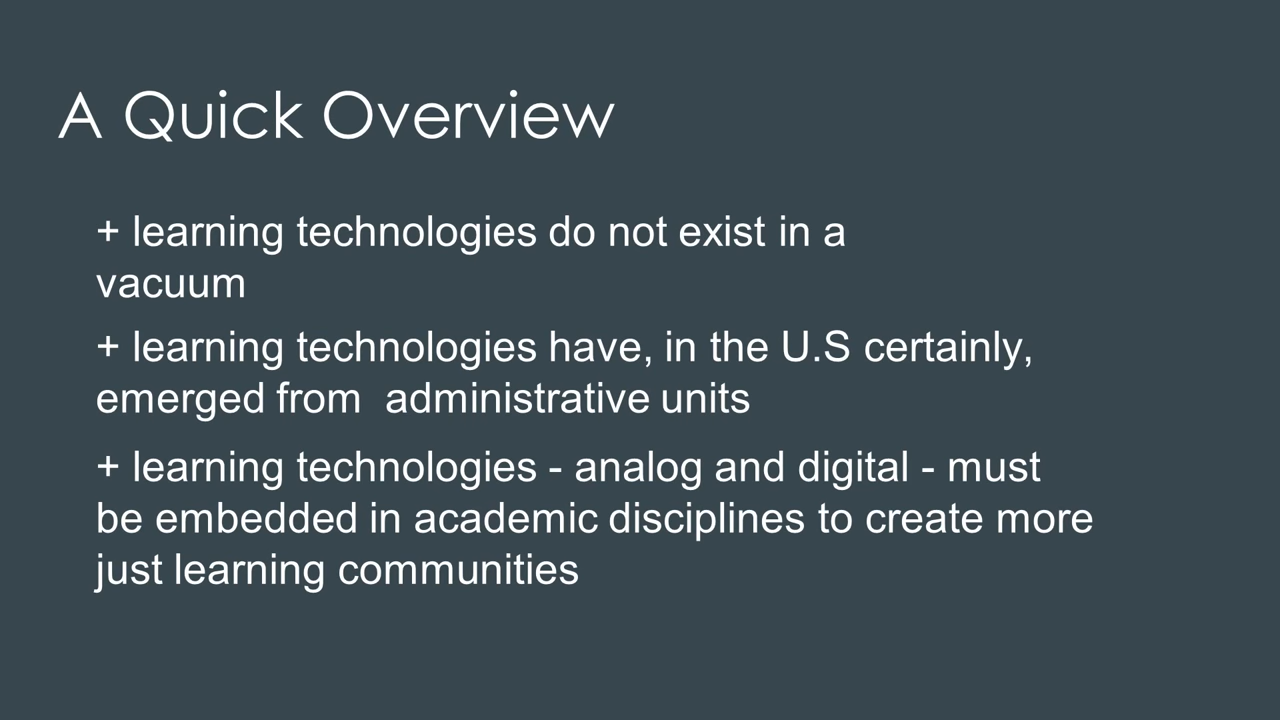 A Quick Overview
+ learning technologies do not exist in a
vacuum
+ learning technologies have, in the U.S certainly,
emerged from  administrative units
+ learning technologies - analog and digital - must
be embedded in academic disciplines to create more
just learning communities